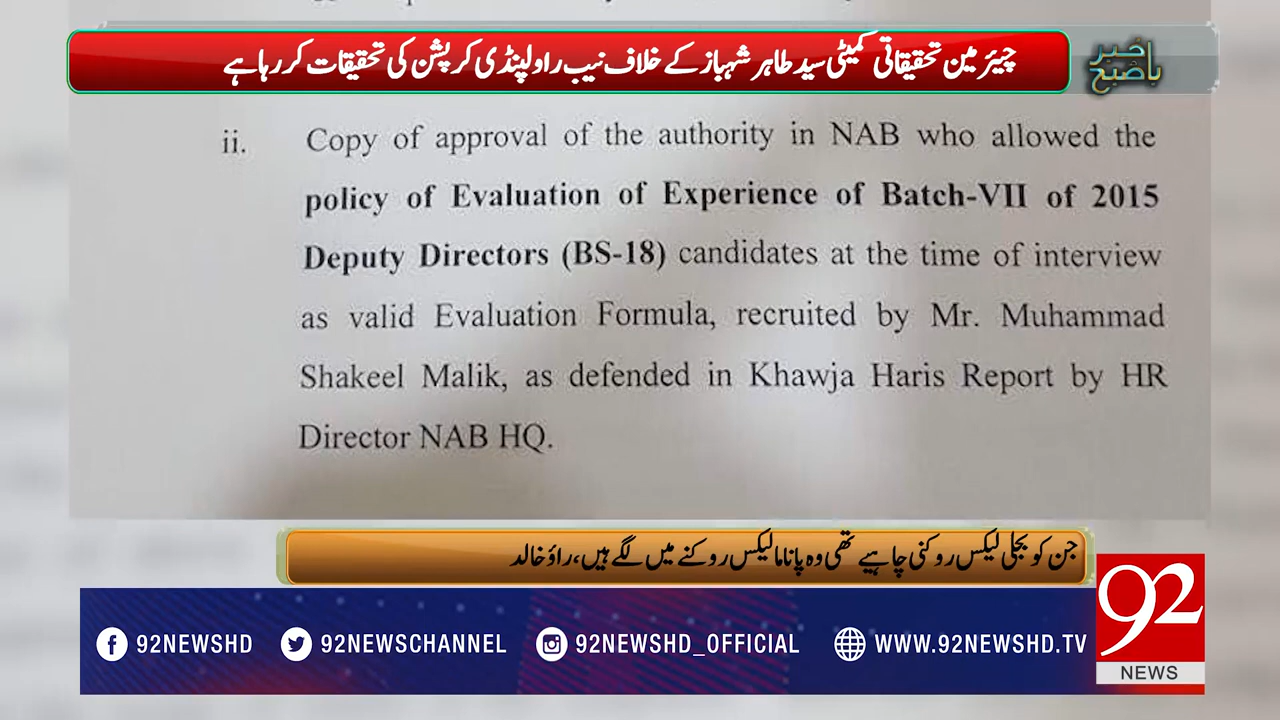 چیئرمین تحقیقاتی کمیٹی سید طاہر شہباز کے خلاف نیب راولپنڈی کرپشن کی تحقیقات کر رہا ہے
باخبر صبح
ii. Copy of approval of the authority in NAB who allowed the
policy of Evaluation of Experience of Batch-VII of 2015
Deputy Directors (BS-18) candidates at the time of interview
as valid Evaluation Formula, recruited by Mr. Muhammad
Shakeel Malik, as defended in Khawja Haris Report by HR
Director NAB HQ.
جن کو بجلی لیکس روکنی چاہیے تھی وہ پاناما لیکس روکنے میں لگے ہیں، راؤ خالد
92NEWSHD 92NEWSCHANNEL 92NEWSHD_OFFICIAL WWW.92NEWSHD.TV
92
NEWS